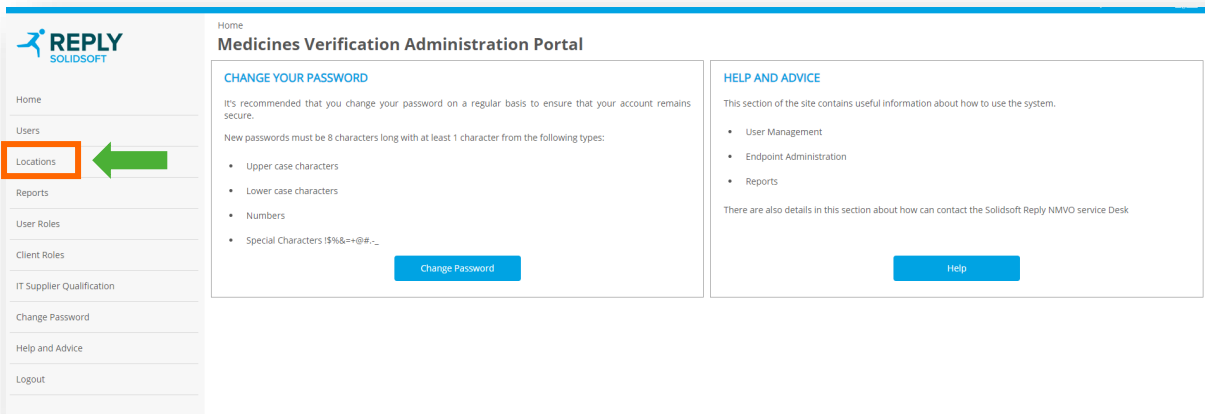 REPLY
SOLIDSOFT
Home
Users
Locations
Reports
User Roles
Client Roles
IT Supplier Qualification
Change Password
Help and Advice
Logout
Home
Medicines Verification Administration Portal
CHANGE YOUR PASSWORD
It's recommended that you change your password on a regular basis to ensure that your account remains
secure.
New passwords must be 8 characters long with at least 1 character from the following types:
• Upper case characters
• Lower case characters
• Numbers
• Special Characters !$%&=+@#.-_
Change Password
HELP AND ADVICE
This section of the site contains useful information about how to use the system.
• User Management
• Endpoint Administration
• Reports
There are also details in this section about how can contact the Solidsoft Reply NMVO service Desk
Help